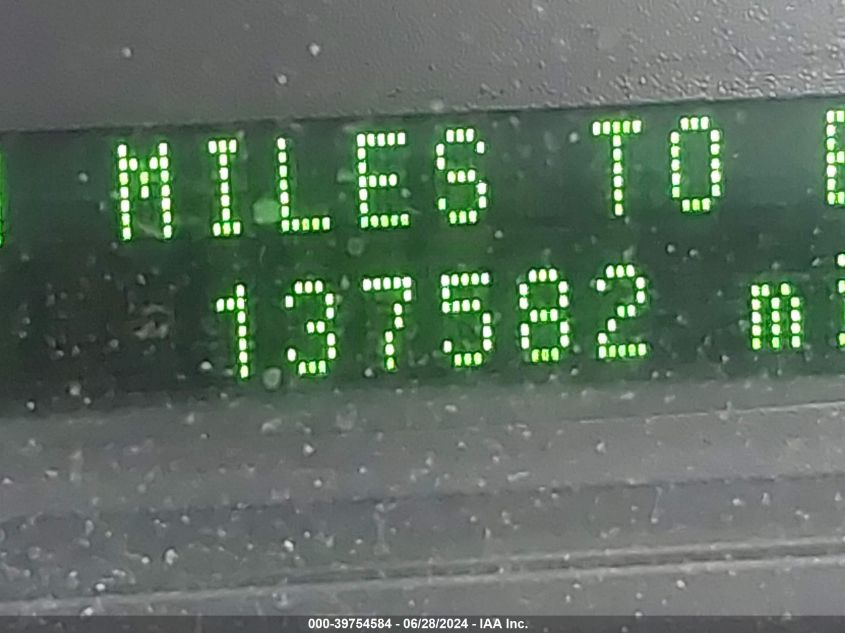 MILES TO
137582 mi
000-39754584 - 06/28/2024 - IAA Inc.